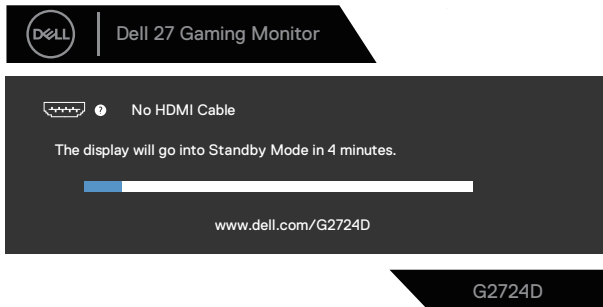 DELL
Dell 27 Gaming Monitor
? No HDMI Cable
The display will go into Standby Mode in 4 minutes.
www.dell.com/G2724D
G2724D